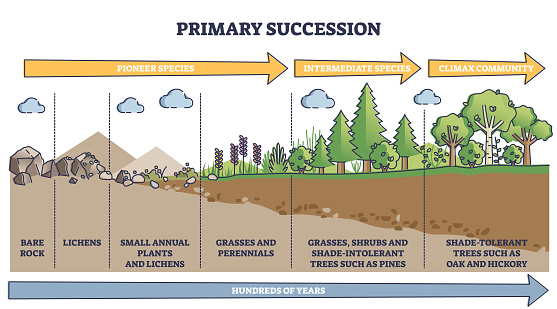 PRIMARY SUCCESSION
PIONEER SPECIES
INTERMEDIATE SPECIES
CLIMAX COMMUNITY
BARE
ROCK
LICHENS
SMALL ANNUAL
PLANTS
AND LICHENS
GRASSES AND
PERENNIALS
GRASSES, SHRUBS AND
SHADE-INTOLERANT
TREES SUCH AS PINES
SHADE-TOLERANT
TREES SUCH AS
OAK AND HICKORY
HUNDREDS OF YEARS